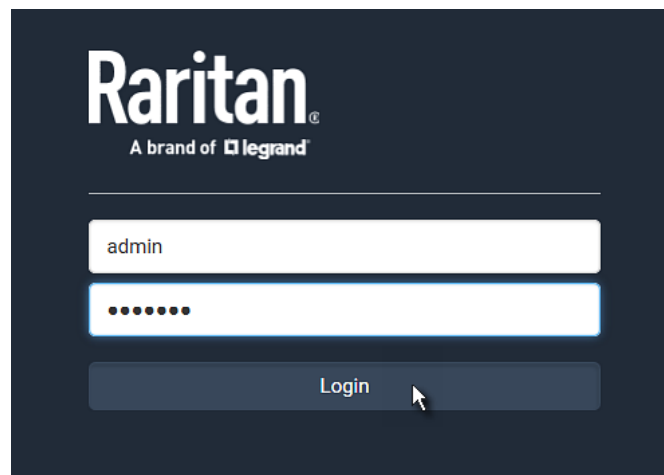 Raritan®
A brand of legrand®
admin
•••••••
Login